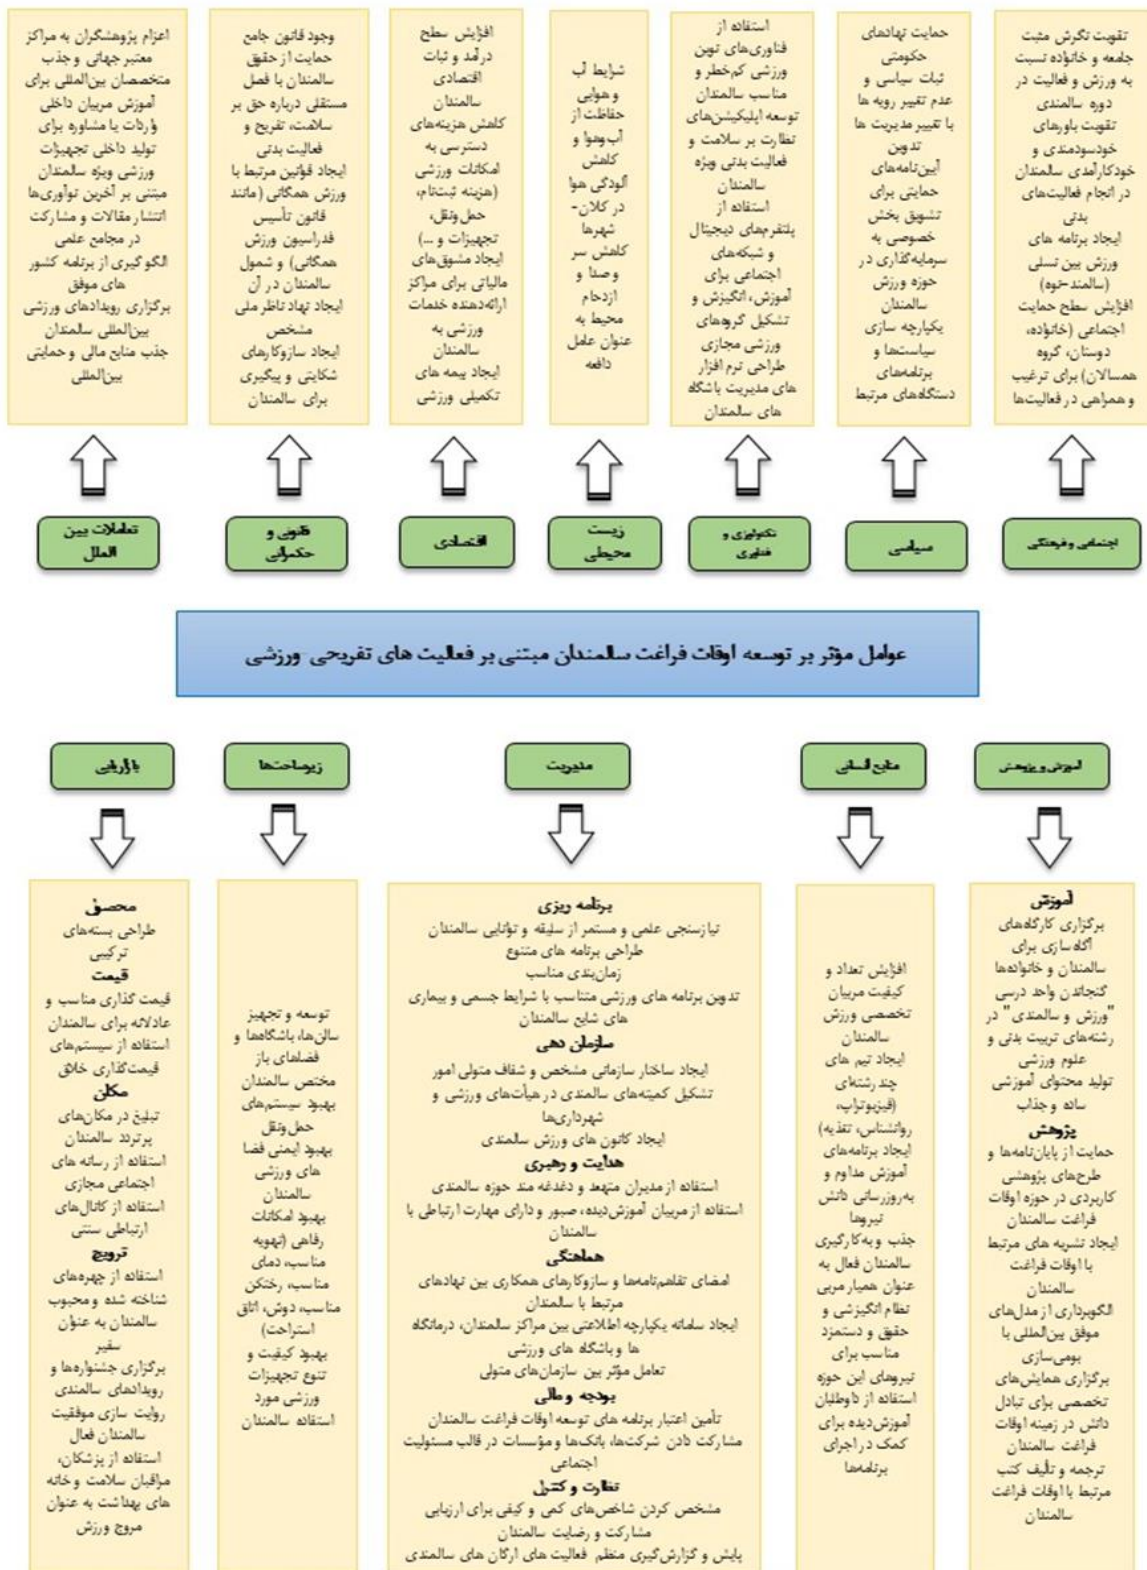 تقویت نگرش مثبت
جامعه و خانواده نسبت
به ورزش و فعالیت در
دوره سالمندی
تقویت باورهای
خودسودمندی و
خودکارآمدی سالمندان
در انجام فعالیت‌های
بدنی
ایجاد برنامه های
ورزش بین نسلی
(سالمند-نوه)
افزایش سطح حمایت
اجتماعی (خانواده،
دوستان، گروه
همسالان) برای ترغیب
و همراهی در فعالیت‌ها
حمایت نهادهای
حکومتی
ثبات سیاسی و
عدم تغییر رویه ها
با تغییر مدیریت ها
تدوین
آیین‌نامه‌های
حمایتی برای
تشویق بخش
خصوصی به
سرمایه‌گذاری در
حوزه ورزش
سالمندان
یکپارچه سازی
سیاست‌ها و
برنامه‌های
دستگاه‌های مرتبط
استفاده از
فناوری‌های نوین
ورزشی کم‌خطر و
مناسب سالمندان
توسعه اپلیکیشن‌های
نظارت بر سلامت و
فعالیت بدنی ویژه
سالمندان
استفاده از
پلتفرم‌های دیجیتال
و شبکه‌های
اجتماعی برای
آموزش، انگیزش و
تشکیل گروه‌های
ورزشی مجازی
طراحی نرم افزار
های مدیریت باشگاه
های سالمندان
شرایط آب
و هوایی
حفاظت از
آب‌وهوا و
کاهش
آلودگی هوا
در کلان-
شهرها
کاهش سر
و صدا و
ازدحام
محیط به
عنوان عامل
دافعه
افزایش سطح
درآمد و ثبات
اقتصادی
سالمندان
کاهش هزینه‌های
دسترسی به
امکانات ورزشی
(هزینه ثبت‌نام،
حمل‌ونقل،
تجهیزات و ...)
ایجاد مشوق‌های
مالیاتی برای مراکز
ارائه‌دهنده خدمات
ورزشی به
سالمندان
ایجاد بیمه های
تکمیلی ورزشی
وجود قانون جامع
حمایت از حقوق
سالمندان با فصل
مستقلی درباره حق بر
سلامت، تفریح و
فعالیت بدنی
ایجاد قوانین مرتبط با
ورزش همگانی (مانند
قانون تأسیس
فدراسیون ورزش
همگانی) و شمول
سالمندان در آن
ایجاد نهاد ناظر ملی
مشخص
ایجاد سازوکارهای
شکایتی و پیگیری
برای سالمندان
اعزام پژوهشگران به مراکز
معتبر جهانی و جذب
متخصصان بین‌المللی برای
آموزش مربیان داخلی
واردات یا مشاوره برای
تولید داخلی تجهیزات
ورزشی ویژه سالمندان
مبتنی بر آخرین نوآوری‌ها
انتشار مقالات و مشارکت
در مجامع علمی
الگو گیری از برنامه کشور
های موفق
برگزاری رویدادهای ورزشی
بین‌المللی سالمندان
جذب منابع مالی و حمایتی
بین‌المللی
اجتماعی و فرهنگی
سیاسی
تکنولوژی و
فناوری
زیست
محیطی
اقتصادی
قانونی و
حکمرانی
تعاملات بین
الملل
عوامل مؤثر بر توسعه اوقات فراغت سالمندان مبتنی بر فعالیت های تفریحی ورزشی
آموزش و پژوهش
منابع انسانی
مدیریت
زیرساخت‌ها
بازاریابی
آموزش
برگزاری کارگاه‌های
آگاه سازی برای
سالمندان و خانواده‌ها
گنجاندن واحد درسی
"ورزش و سالمندی" در
رشته‌های تربیت بدنی و
علوم ورزشی
تولید محتوای آموزشی
ساده و جذاب
پژوهش
حمایت از پایان‌نامه‌ها و
طرح‌های پژوهشی
کاربردی در حوزه اوقات
فراغت سالمندان
ایجاد نشریه های مرتبط
با اوقات فراغت
سالمندان
الگوبرداری از مدل‌های
موفق بین‌المللی با
بومی‌سازی
برگزاری همایش‌های
تخصصی برای تبادل
دانش در زمینه اوقات
فراغت سالمندان
ترجمه و تألیف کتب
مرتبط با اوقات فراغت
سالمندان
افزایش تعداد و
کیفیت مربیان
تخصصی ورزش
سالمندان
ایجاد تیم های
چند رشته‌ای
(فیزیوتراپ،
روانشناس، تغذیه)
ایجاد برنامه‌های
آموزش مداوم و
به‌روزرسانی دانش
نیروها
جذب و به‌کارگیری
سالمندان فعال به
عنوان همیار مربی
نظام انگیزشی و
حقوق و دستمزد
مناسب برای
نیروهای این حوزه
استفاده از داوطلبان
آموزش‌دیده برای
کمک در اجرای
برنامه‌ها
برنامه ریزی
نیازسنجی علمی و مستمر از سلیقه و توانایی سالمندان
طراحی برنامه های متنوع
زمان‌بندی مناسب
تدوین برنامه های ورزشی متناسب با شرایط جسمی و بیماری
های شایع سالمندان
سازمان دهی
ایجاد ساختار سازمانی مشخص و شفاف متولی امور
تشکیل کمیته‌های سالمندی در هیأت‌های ورزشی و
شهرداری‌ها
ایجاد کانون های ورزش سالمندی
هدایت و رهبری
استفاده از مدیران متهعد و دغدغه مند حوزه سالمندی
استفاده از مربیان آموزش‌دیده، صبور و دارای مهارت ارتباطی با
سالمندان
هماهنگی
امضای تفاهم‌نامه‌ها و سازوکارهای همکاری بین نهادهای
مرتبط با سالمندان
ایجاد سامانه یکپارچه اطلاعتی بین مراکز سالمندان، درمانگاه
ها و باشگاه های ورزشی
تعامل مؤثر بین سازمان‌های متولی
بودجه و مالی
تأمین اعتبار برنامه های توسعه اوقات فراغت سالمندان
مشارکت دادن شرکت‌ها، بانک‌ها و مؤسسات در قالب مسئولیت
اجتماعی
نظارت و کنترل
مشخص کردن شاخص‌های کمی و کیفی برای ارزیابی
مشارکت و رضایت سالمندان
پایش و گزارش‌گیری منظم فعالیت های ارگان های سالمندی
توسعه و تجهیز
سالن‌ها، باشگاه‌ها و
فضاهای باز
مختص سالمندان
بهبود سیستم‌های
حمل‌ونقل
بهبود ایمنی فضا
های ورزشی
سالمندان
بهبود امکانات
رفاهی (تهویه
مناسب، دمای
مناسب، رختکن
مناسب، دوش، اتاق
استراحت)
بهبود کیفیت و
تنوع تجهیزات
ورزشی مورد
استفاده سالمندان
محصول
طراحی بسته‌های
ترکیبی
قیمت
قیمت گذاری مناسب و
عادلانه برای سالمندان
استفاده از سیستم‌های
قیمت‌گذاری خلاق
مکان
تبلیغ در مکان‌های
پرتردد سالمندان
استفاده از رسانه های
اجتماعی مجازی
استفاده از کانال‌های
ارتباطی سنتی
ترویج
استفاده از چهره‌های
شناخته شده و محبوب
سالمندان به عنوان
سفیر
برگزاری جشنواره‌ها و
رویدادهای سالمندی
روایت سازی موفقیت
سالمندان فعال
استفاده از پزشکان،
مراقبان سلامت و خانه
های بهداشت به عنوان
مروج ورزش